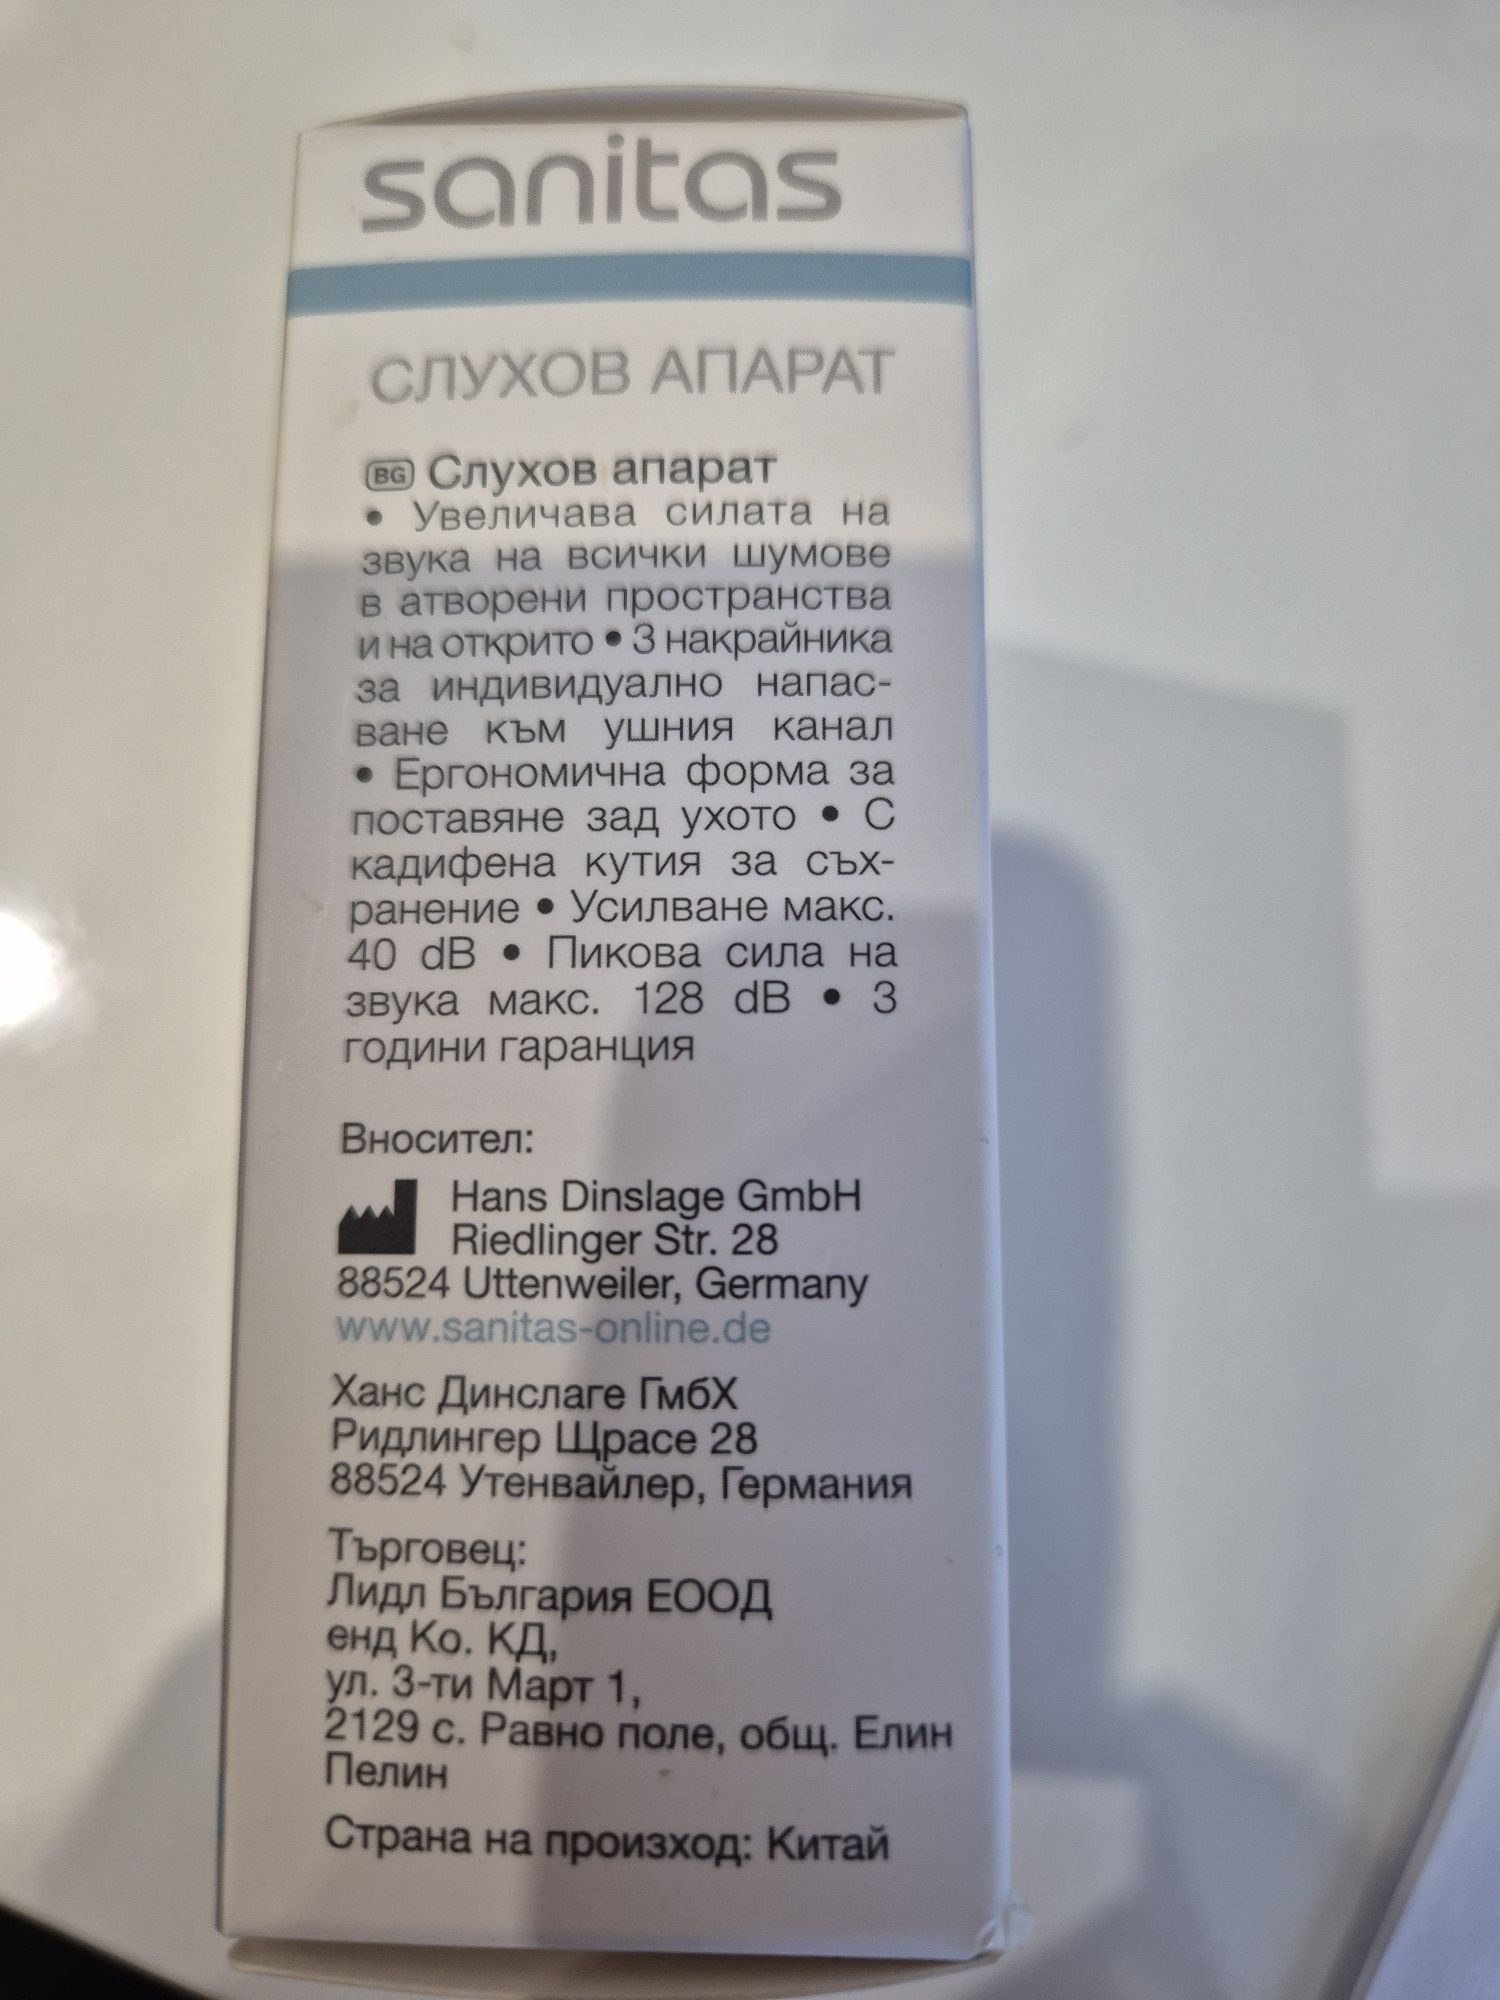 sanitas
СЛУХОВ АПАРАТ
BG Слухов апарат
• Увеличава силата на
звука на всички шумове
в атворени пространства
и на открито • 3 накрайника
за индивидуално напас-
ване към ушния канал
• Ергономична форма за
поставяне зад ухото • С
кадифена кутия за съх-
ранение • Усилване макс.
40 dB • Пикова сила на
звука макс. 128 dB • 3
години гаранция
Вносител:
Hans Dinslage GmbH
Riedlinger Str. 28
88524 Uttenweiler, Germany
www.sanitas-online.de
Ханс Динслаге ГмбХ
Ридлингер Щрасе 28
88524 Утенвайлер, Германия
Търговец:
Лидл България ЕООД
енд Ко. КД,
ул. 3-ти Март 1,
2129 с. Равно поле, общ. Елин
Пелин
Страна на произход: Китай